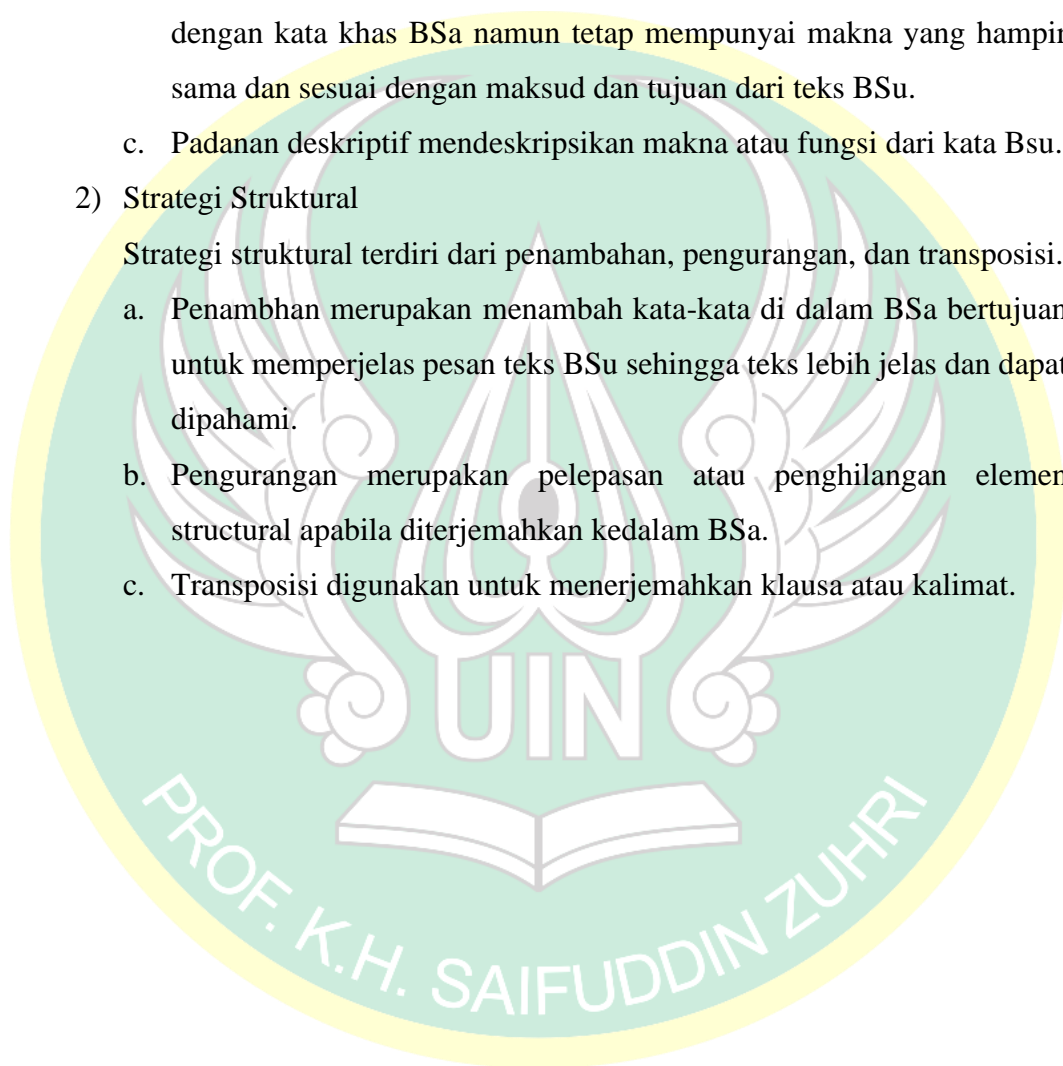 dengan kata khas BSa namun tetap mempunyai makna yang hampir
sama dan sesuai dengan maksud dan tujuan dari teks BSu.
c. Padanan deskriptif mendeskripsikan makna atau fungsi dari kata Bsu.
2) Strategi Struktural
Strategi struktural terdiri dari penambahan, pengurangan, dan transposisi.
a. Penambhan merupakan menambah kata-kata di dalam BSa bertujuan
untuk memperjelas pesan teks BSu sehingga teks lebih jelas dan dapat
dipahami.
b. Pengurangan merupakan pelepasan atau penghilangan elemen
structural apabila diterjemahkan kedalam BSa.
c. Transposisi digunakan untuk menerjemahkan klausa atau kalimat.
UIN
PROF. K.H. SAIFUDDIN ZUHRI